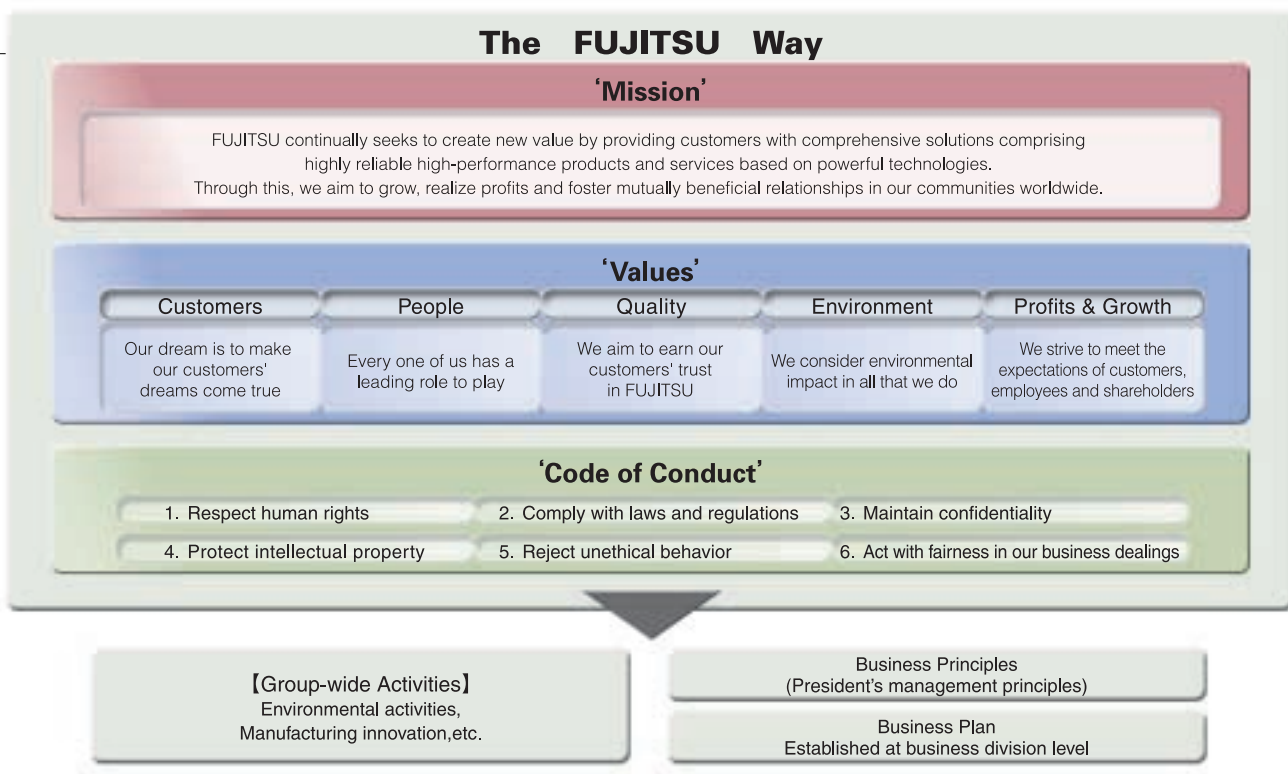 The FUJITSU Way
'Mission'
FUJITSU continually seeks to create new value by providing customers with comprehensive solutions comprising
highly reliable high-performance products and services based on powerful technologies.
Through this, we aim to grow, realize profits and foster mutually beneficial relationships in our communities worldwide.
'Values'
Customers
Our dream is to make
our customers'
dreams come true
People
Every one of us has a
leading role to play
Quality
We aim to earn our
customers' trust
in FUJITSU
Environment
We consider environmental
impact in all that we do
Profits & Growth
We strive to meet the
expectations of customers,
employees and shareholders
'Code of Conduct'
1. Respect human rights
2. Comply with laws and regulations
3. Maintain confidentiality
4. Protect intellectual property
5. Reject unethical behavior
6. Act with fairness in our business dealings
【Group-wide Activities】
Environmental activities,
Manufacturing innovation,etc.
Business Principles
(President's management principles)
Business Plan
Established at business division level